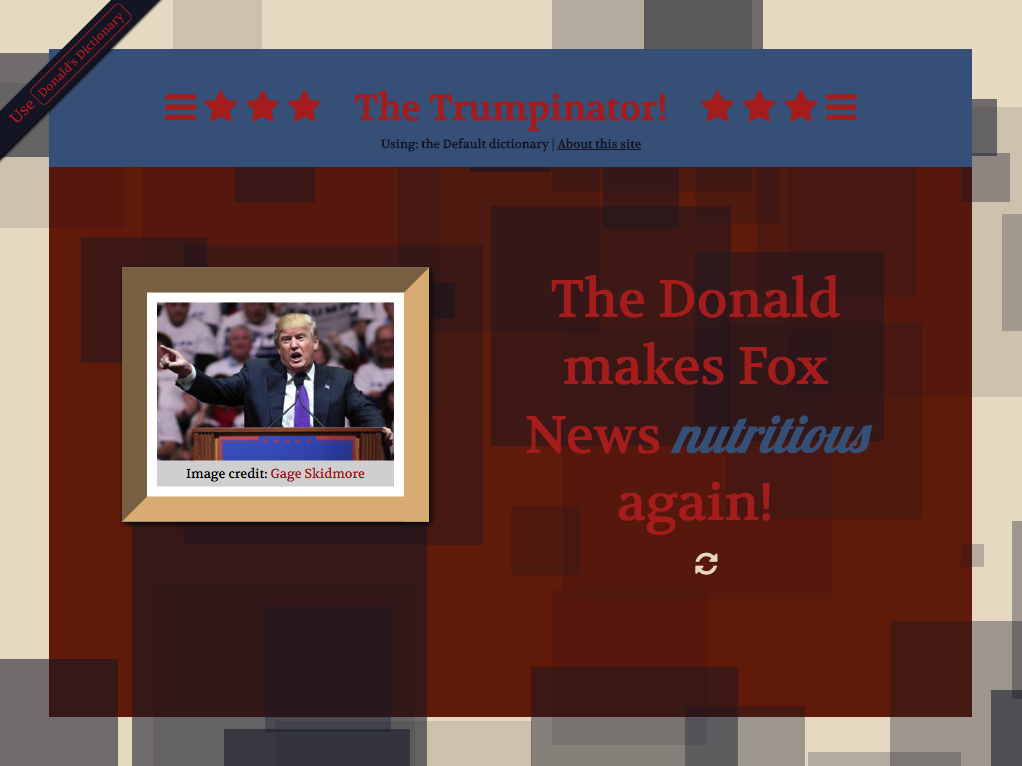 Use Donald's Dictionary
The Trumpinator!
Using: the Default dictionary | About this site
The Donald
makes Fox
News nutritious
again!
Image credit: Gage Skidmore